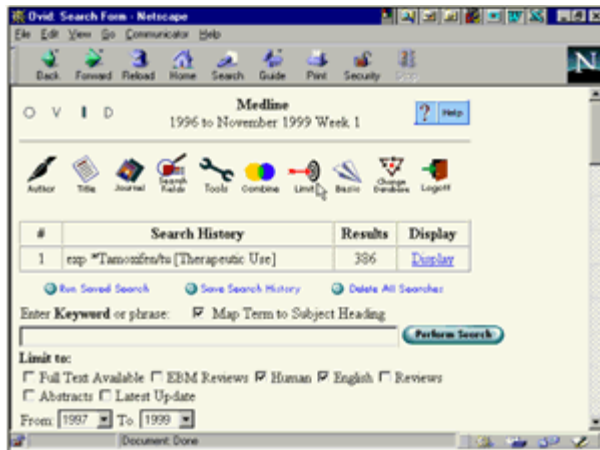 Ovid: Search Form - Netscape
File Edit View Go Communicator Help
Back Forward Reload Home Search Guide Print Security Stop
N
O V I D
Medline
1996 to November 1999 Week 1
? Help
Author Title Journal Search Fields Tools Combine Limit Basic Change Database Logoff
# Search History Results Display
1 exp *Tamoxifen/tu [Therapeutic Use] 386 Display
Run Saved Search Save Search History Delete All Searches
Enter Keyword or phrase: Map Term to Subject Heading
Perform Search
Limit to:
Full Text Available EBM Reviews Human English Reviews
Abstracts Latest Update
From: 1997 To: 1999
Document: Done